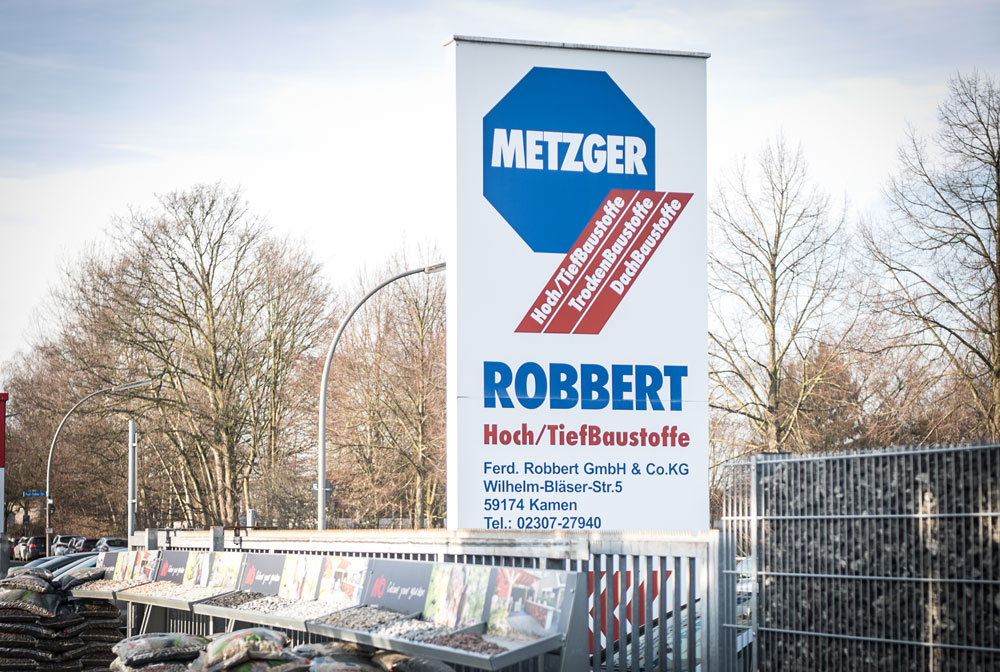 METZGER
Hoch/TiefBaustoffe
TrockenBaustoffe
DachBaustoffe
ROBBERT
Hoch/TiefBaustoffe
Ferd. Robbert GmbH & Co.KG
Wilhelm-Bläser-Str.5
59174 Kamen
Tel.: 02307-27940